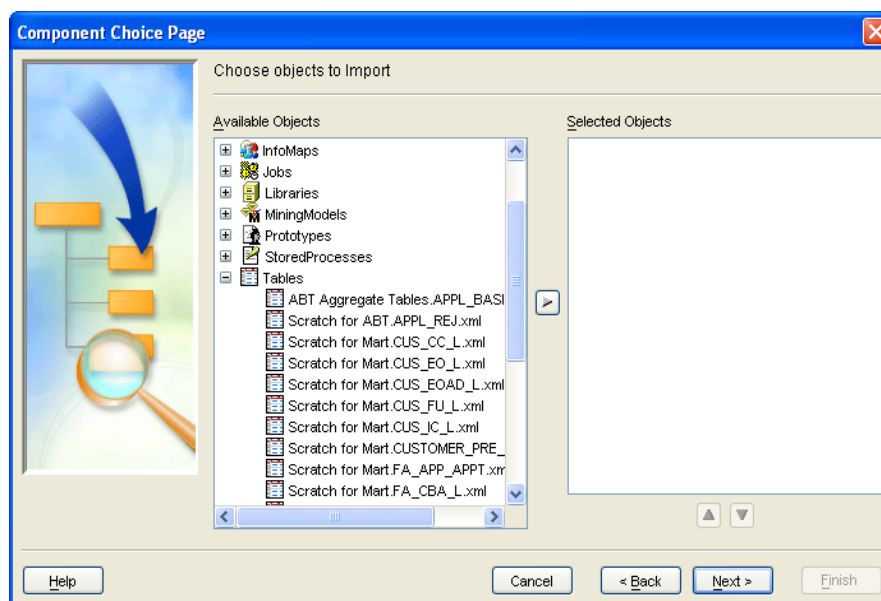 Component Choice Page
Choose objects to Import
Available Objects
Selected Objects
InfoMaps
Jobs
Libraries
MiningModels
Prototypes
StoredProcesses
Tables
ABT Aggregate Tables.APPL_BASI
Scratch for ABT.APPL_REJ.xml
Scratch for Mart.CUS_CC_L.xml
Scratch for Mart.CUS_EO_L.xml
Scratch for Mart.CUS_EOAD_L.xml
Scratch for Mart.CUS_FU_L.xml
Scratch for Mart.CUS_IC_L.xml
Scratch for Mart.CUSTOMER_PRE_
Scratch for Mart.FA_APP_APPT.xm
Scratch for Mart.FA_CBA_L.xml
Help
Cancel
< Back
Next >
Finish